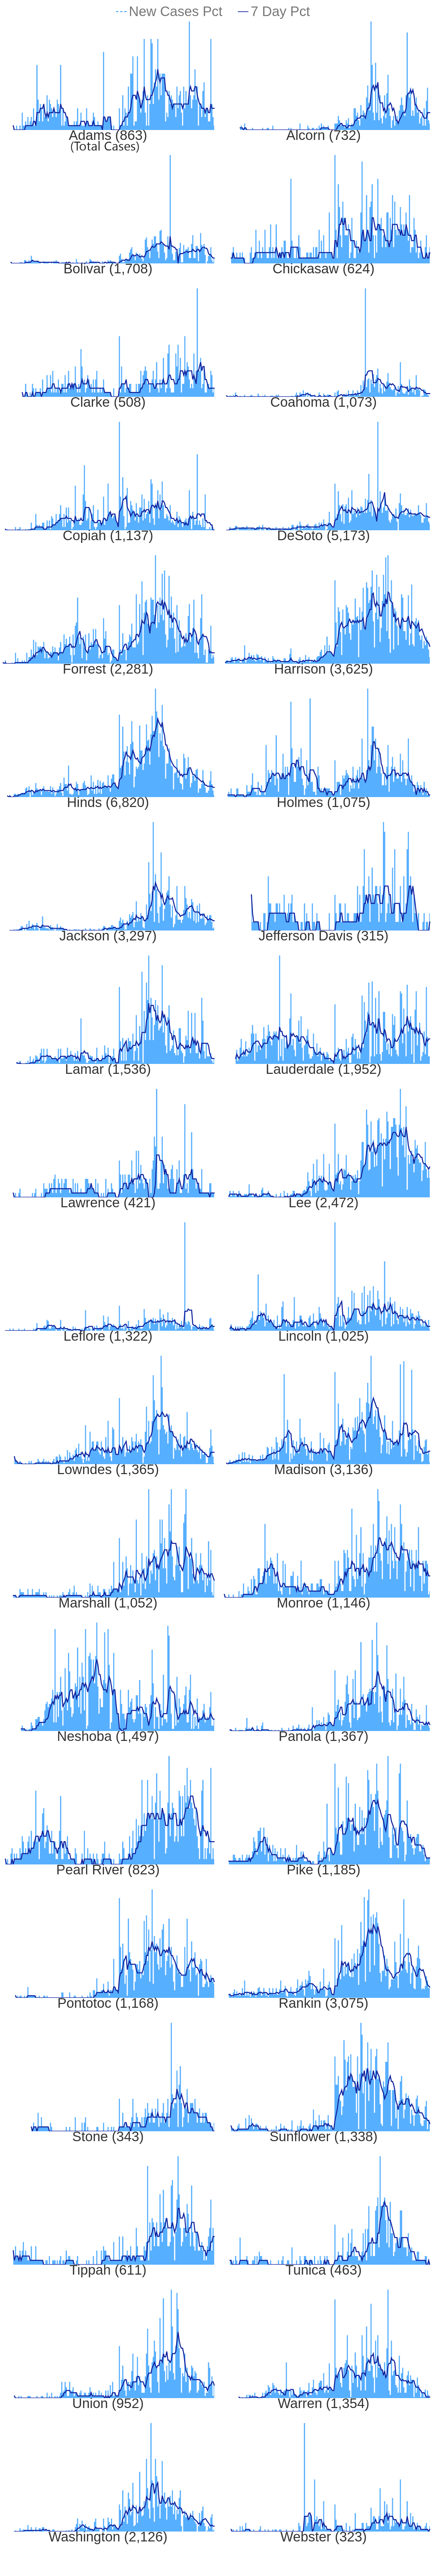 New Cases Pct 7 Day Pct
Adams (863) Alcorn (732)
(Total Cases)
Bolivar (1,708) Chickasaw (624)
Clarke (508) Coahoma (1,073)
Copiah (1,137) DeSoto (5,173)
Forrest (2,281) Harrison (3,625)
Hinds (6,820) Holmes (1,075)
Jackson (3,297) Jefferson Davis (315)
Lamar (1,536) Lauderdale (1,952)
Lawrence (421) Lee (2,472)
Leflore (1,322) Lincoln (1,025)
Lowndes (1,365) Madison (3,136)
Marshall (1,052) Monroe (1,146)
Neshoba (1,497) Panola (1,367)
Pearl River (823) Pike (1,185)
Pontotoc (1,168) Rankin (3,075)
Stone (343) Sunflower (1,338)
Tippah (611) Tunica (463)
Union (952) Warren (1,354)
Washington (2,126) Webster (323)